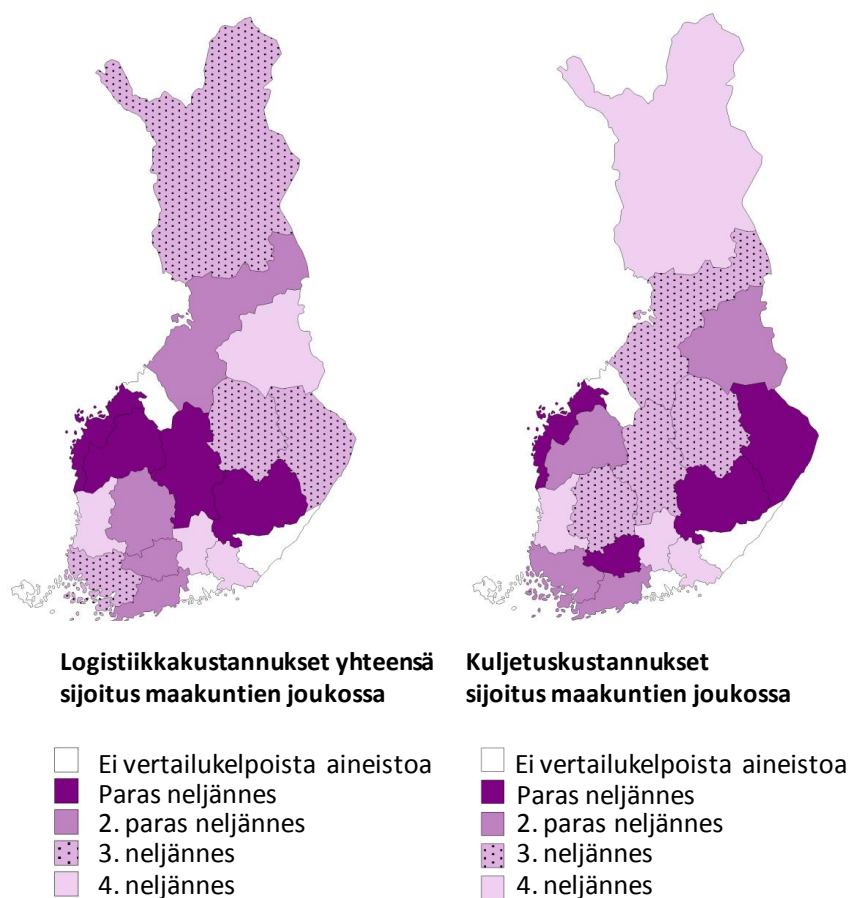 Logistiikkakustannukset yhteensä
sijoitus maakuntien joukossa
Ei vertailukelpoista aineistoa
Paras neljännes
2. paras neljännes
3. neljännes
4. neljännes
Kuljetuskustannukset
sijoitus maakuntien joukossa
Ei vertailukelpoista aineistoa
Paras neljännes
2. paras neljännes
3. neljännes
4. neljännes